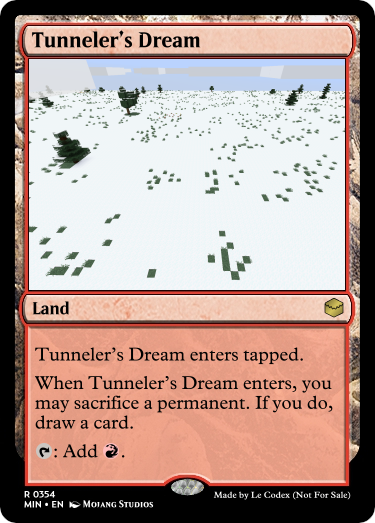 Tunneler's Dream
Land
Tunneler's Dream enters tapped.
When Tunneler's Dream enters, you
may sacrifice a permanent. If you do,
draw a card.
: Add .
R 0354
MIN • EN Mojang Studios
Made by Le Codex (Not For Sale)